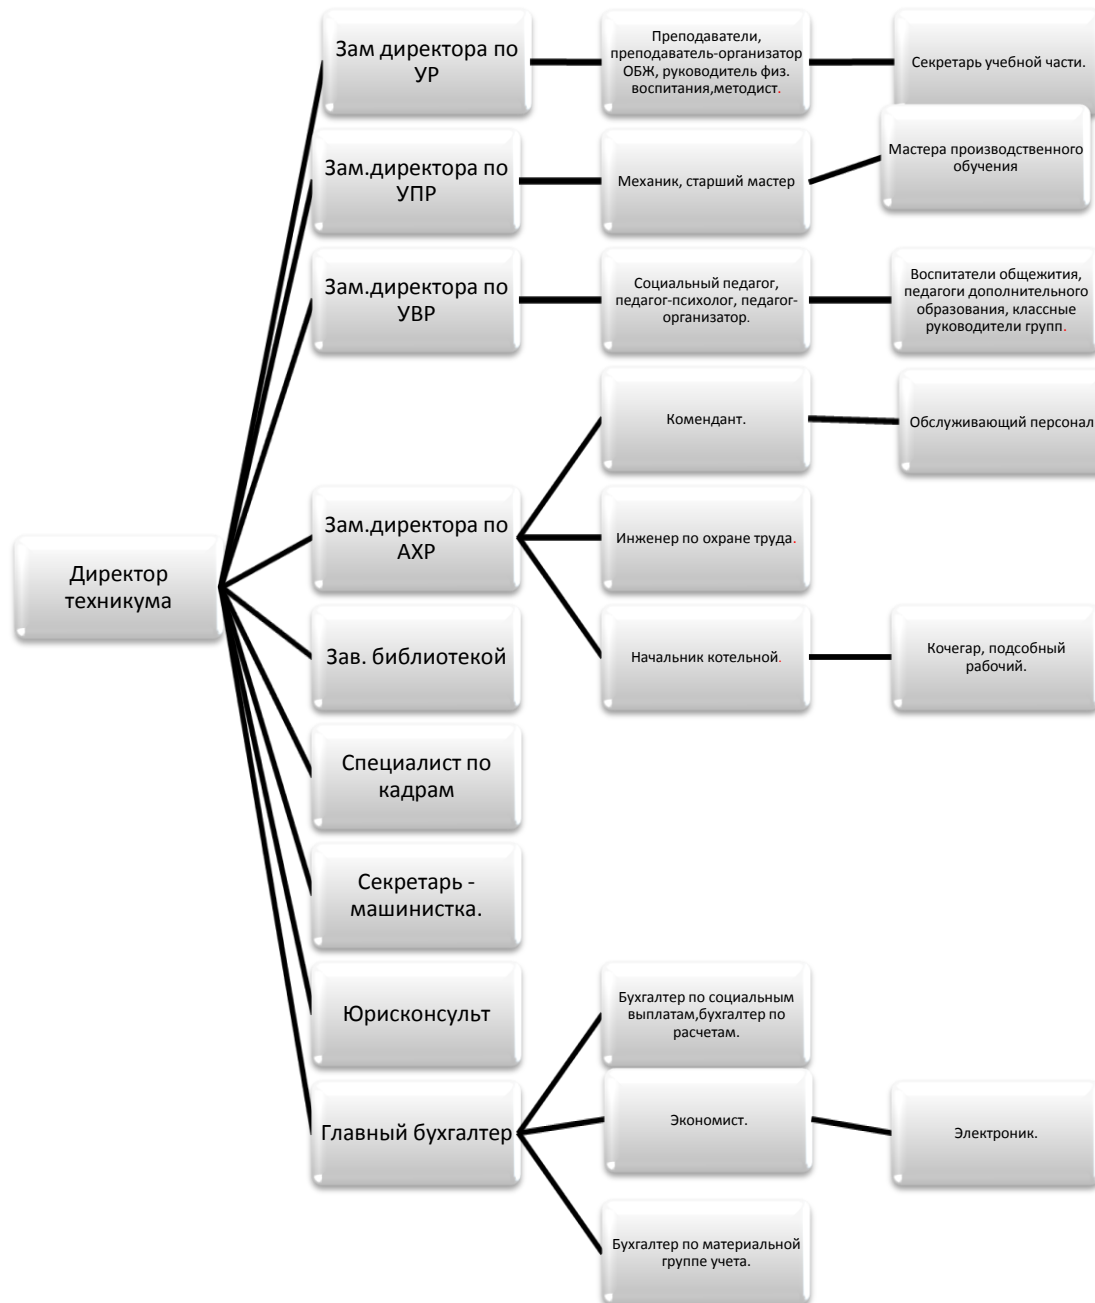 Зам директора по
УР
Преподаватели,
преподаватель-организатор
ОБЖ, руководитель физ.
воспитания,методист.
Секретарь учебной части.
Зам.директора по
УПР
Механик, старший мастер
Мастера производственного
обучения
Зам.директора по
УВР
Социальный педагог,
педагог-психолог, педагог-
организатор.
Воспитатели общежития,
педагоги дополнительного
образования, классные
руководители групп.
Директор
техникума
Зам.директора по
АХР
Комендант.
Обслуживающий персонал
Инженер по охране труда.
Начальник котельной.
Кочегар, подсобный
рабочий.
Зав. библиотекой
Специалист по
кадрам
Секретарь -
машинистка.
Юрисконсульт
Главный бухгалтер
Бухгалтер по социальным
выплатам,бухгалтер по
расчетам.
Экономист.
Электроник.
Бухгалтер по материальной
группе учета.